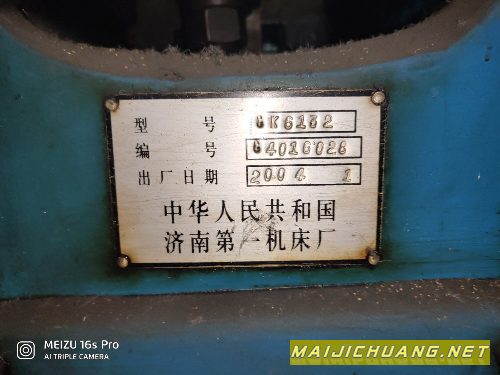 型 号 CK6132
编 号 G4016026
出厂日期 2004 1
中华人民共和国
济南第一机床厂
MEIZU 16s Pro
AI TRIPLE CAMERA
MAIJICHUANG.NET